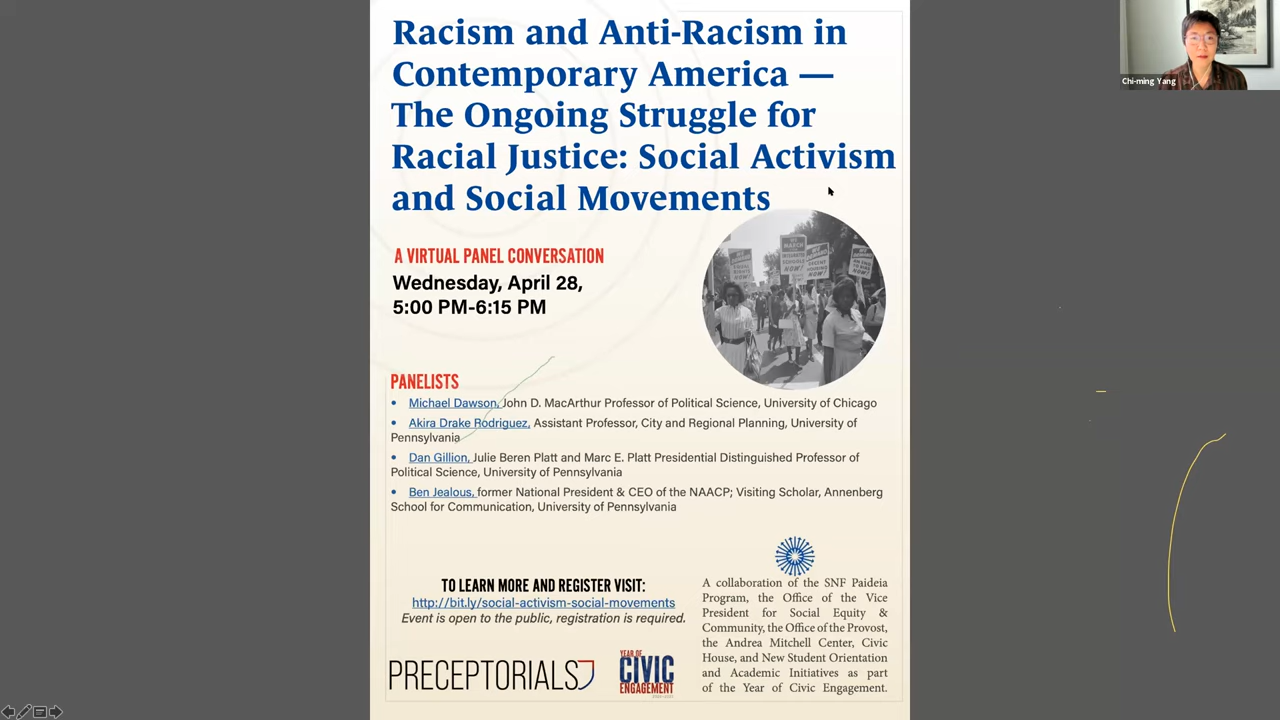 Racism and Anti-Racism in
Contemporary America —
The Ongoing Struggle for
Racial Justice: Social Activism
and Social Movements
Chi-ming Yang
A VIRTUAL PANEL CONVERSATION
Wednesday, April 28,
5:00 PM-6:15 PM
PANELISTS
• Michael Dawson, John D. MacArthur Professor of Political Science, University of Chicago
• Akira Drake Rodriguez, Assistant Professor, City and Regional Planning, University of
Pennsylvania
• Dan Gillion, Julie Beren Platt and Marc E. Platt Presidential Distinguished Professor of
Political Science, University of Pennsylvania
• Ben Jealous, former National President & CEO of the NAACP; Visiting Scholar, Annenberg
School for Communication, University of Pennsylvania
TO LEARN MORE AND REGISTER VISIT:
http://bit.ly/social-activism-social-movements
Event is open to the public, registration is required.
A collaboration of the SNF Paideia
Program, the Office of the Vice
President for Social Equity &
Community, the Office of the Provost,
the Andrea Mitchell Center, Civic
House, and New Student Orientation
and Academic Initiatives as part
of the Year of Civic Engagement.
PRECEPTORIALS
YEAR OF
CIVIC
ENGAGEMENT